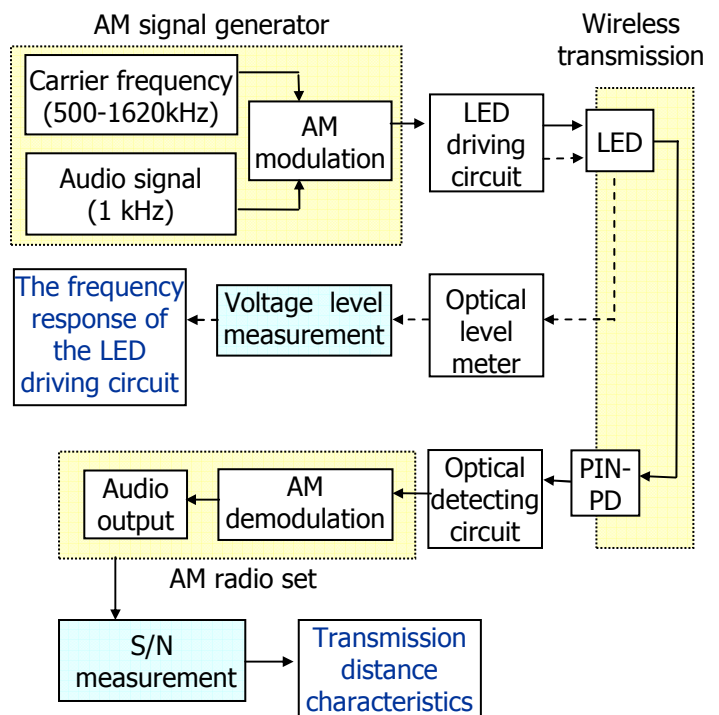 AM signal generator
Wireless
transmission
Carrier frequency
(500-1620kHz)
AM
modulation
Audio signal
(1 kHz)
LED
driving
circuit
LED
The frequency
response of
the LED
driving circuit
Voltage level
measurement
Optical
level
meter
Audio
output
AM
demodulation
Optical
detecting
circuit
PIN-
PD
AM radio set
S/N
measurement
Transmission
distance
characteristics